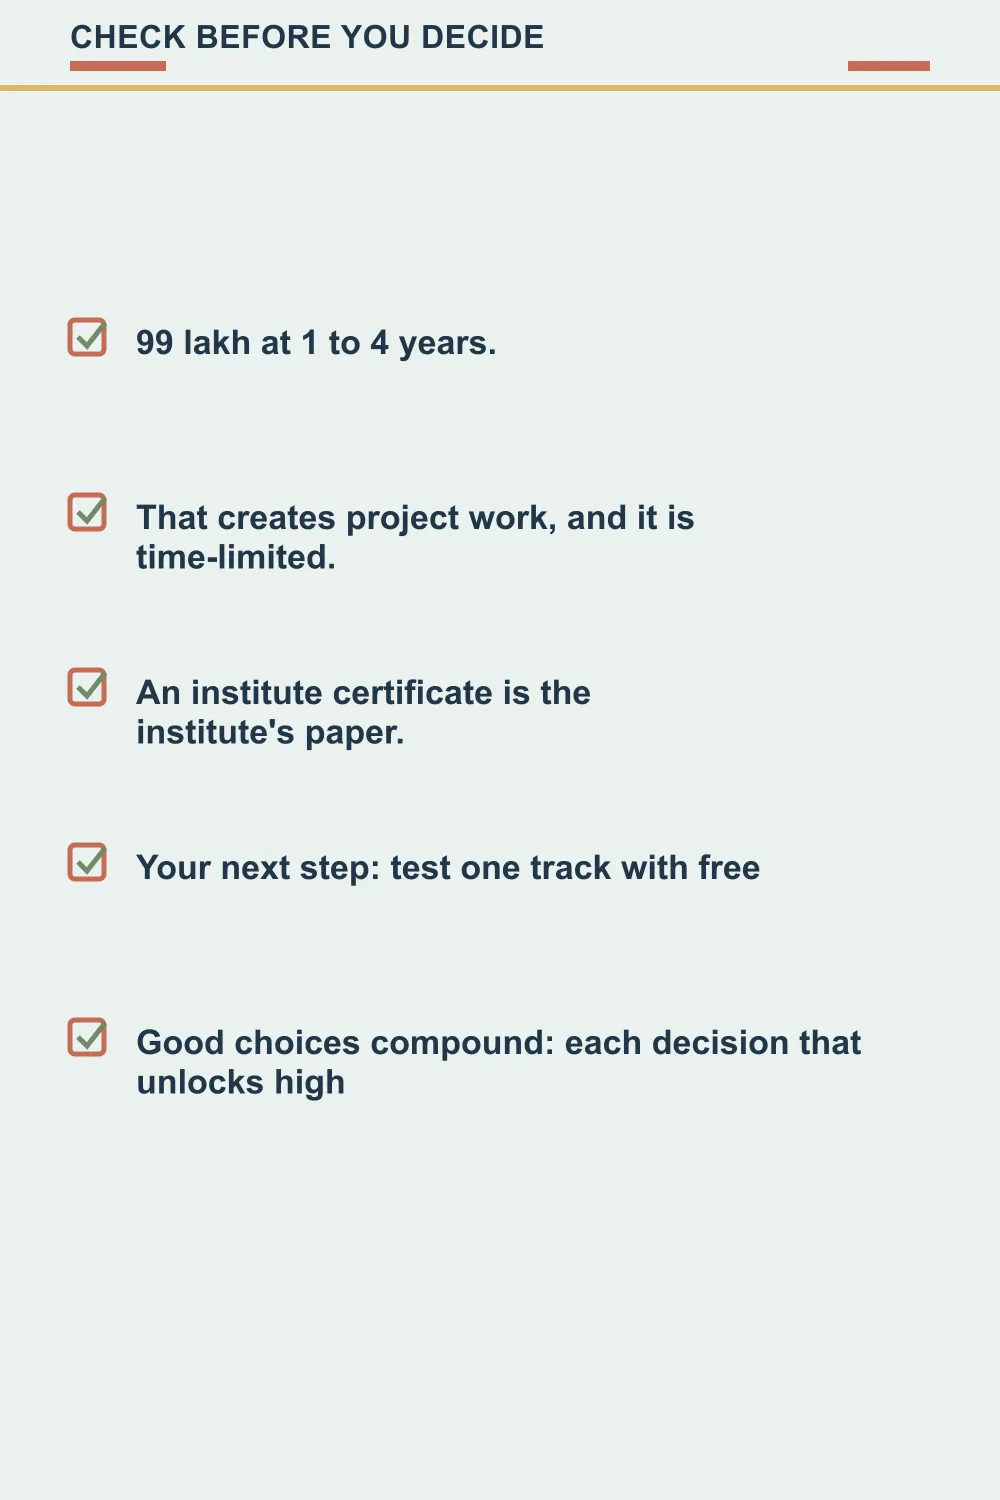 CHECK BEFORE YOU DECIDE
99 lakh at 1 to 4 years.
That creates project work, and it is
time-limited.
An institute certificate is the
institute's paper.
Your next step: test one track with free
Good choices compound: each decision that
unlocks high